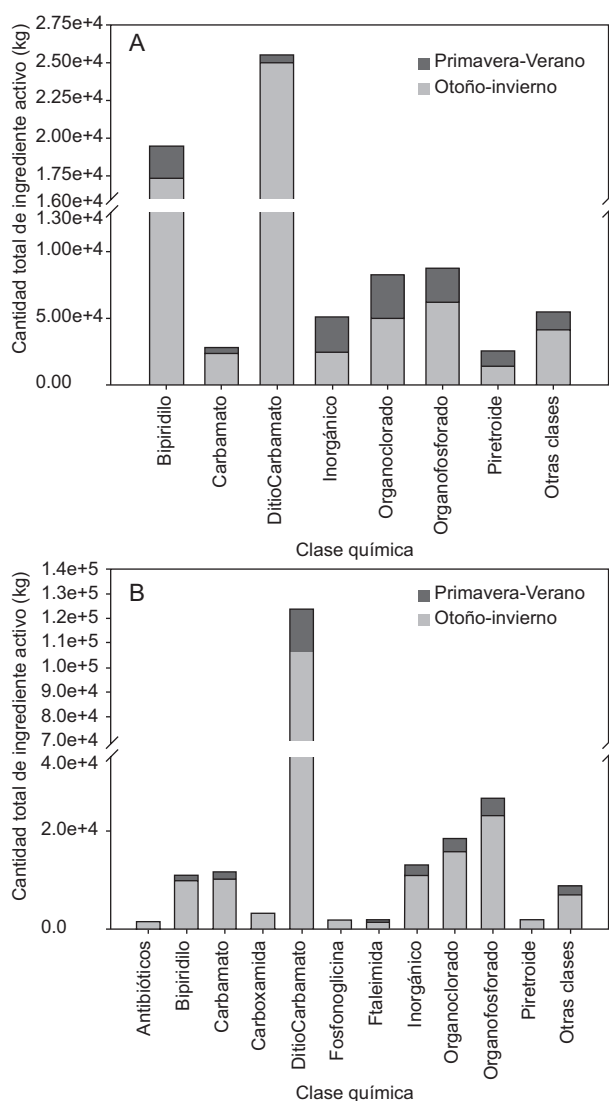 A
Primavera-Verano
Otoño-invierno
Cantidad total de ingrediente activo (kg)
2.75e+4
2.50e+4
2.25e+4
2.00e+4
1.75e+4
1.60e+4
1.30e+4
1.00e+4
5.00e+4
0.00
Bipiridilo
Carbamato
DitioCarbamato
Inorgánico
Organoclorado
Organofosforado
Piretroide
Otras clases
Clase química
B
Primavera-Verano
Otoño-invierno
Cantidad total de ingrediente activo (kg)
1.4e+5
1.3e+5
1.2e+5
1.1e+5
1.0e+5
9.0e+4
8.0e+4
7.0e+4
4.0e+4
2.0e+4
0.0
Antibióticos
Bipiridilo
Carbamato
Carboxamida
DitioCarbamato
Fosfonoglicina
Ftaleimida
Inorgánico
Organoclorado
Organofosforado
Piretroide
Otras clases
Clase química